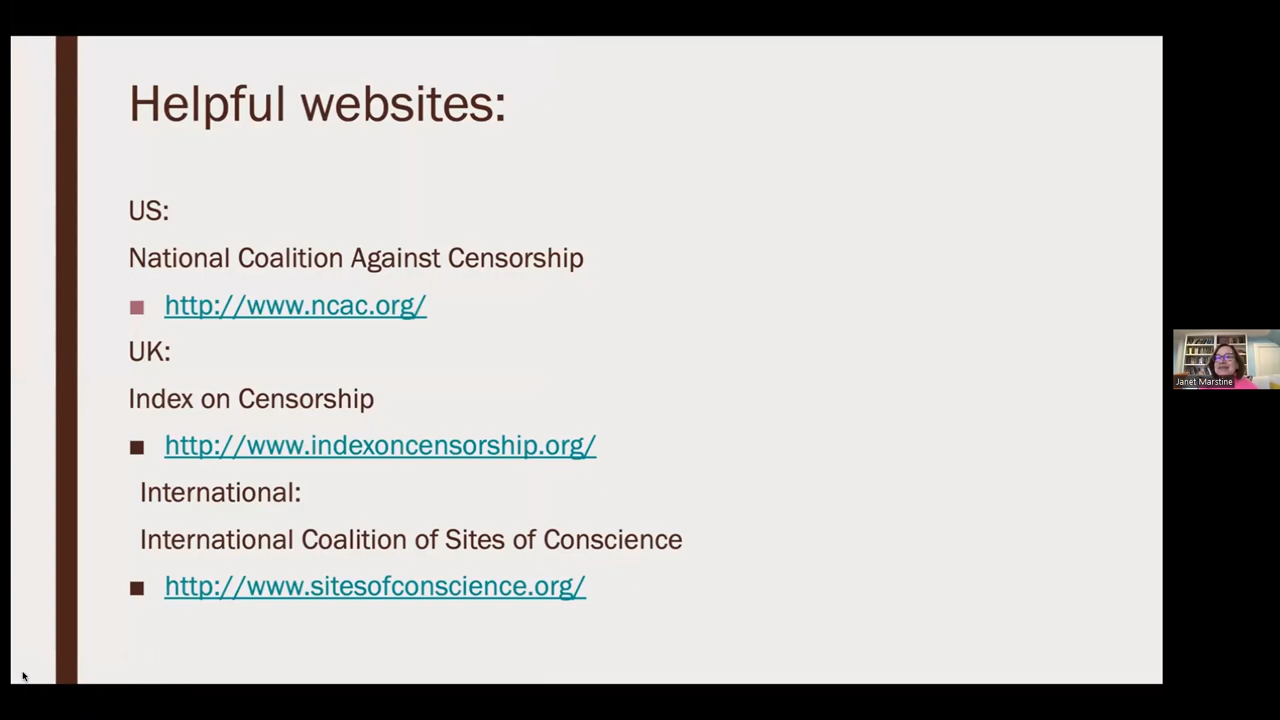 Helpful websites:
US:
National Coalition Against Censorship
http://www.ncac.org/
UK:
Index on Censorship
http://www.indexoncensorship.org/
International:
International Coalition of Sites of Conscience
http://www.sitesofconscience.org/
Janet Marstine